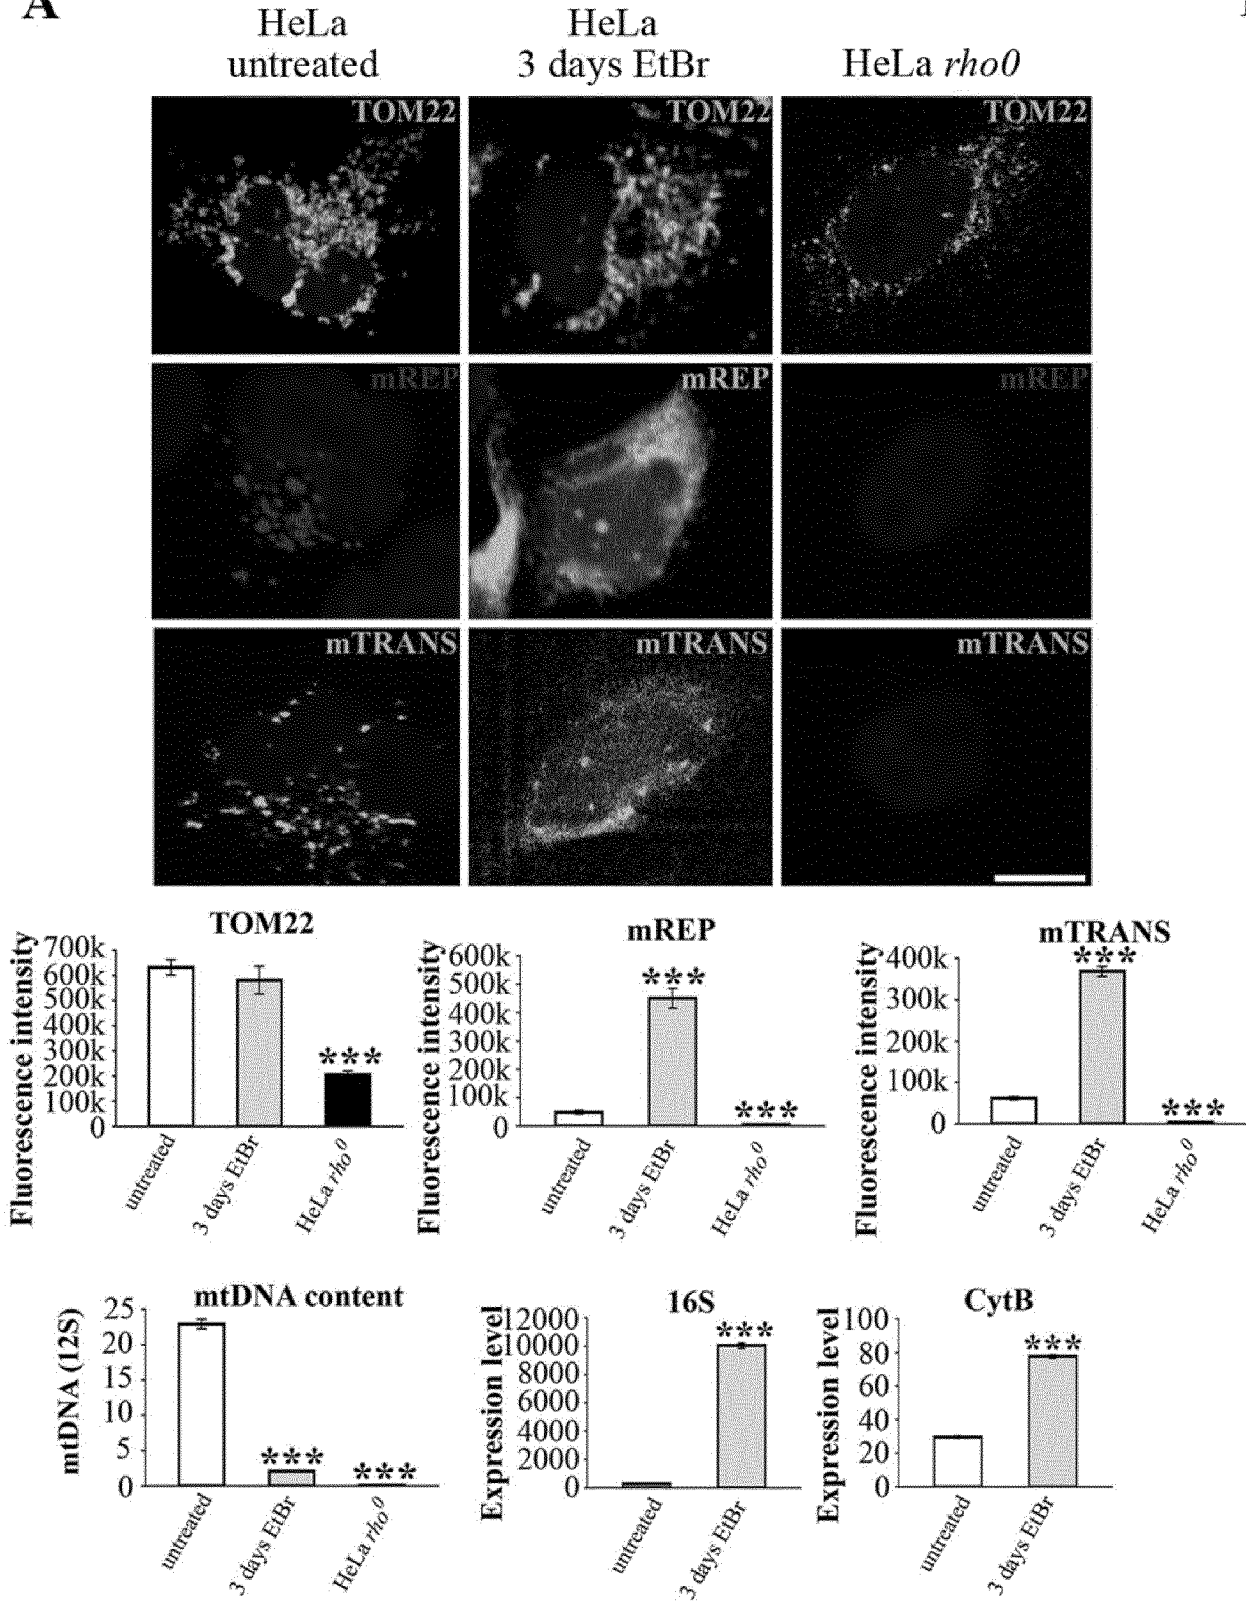 A
HeLa
untreated
HeLa
3 days EtBr
HeLa rho0
TOM22
TOM22
TOM22
mREP
mREP
mREP
mTRANS
mTRANS
mTRANS
TOM22
Fluorescence intensity
700k
600k
500k
400k
300k
200k
100k
0
***
untreated
3 days EtBr
HeLa rho⁰
mREP
Fluorescence intensity
600k
500k
400k
300k
200k
100k
0
***
***
untreated
3 days EtBr
HeLa rho⁰
mTRANS
Fluorescence intensity
400k
300k
200k
100k
0
***
***
untreated
3 days EtBr
HeLa rho⁰
mtDNA content
mtDNA (12S)
25
20
15
10
5
0
***
***
untreated
3 days EtBr
HeLa rho⁰
16S
Expression level
12000
10000
8000
6000
4000
2000
0
***
untreated
3 days EtBr
CytB
Expression level
100
80
60
40
20
0
***
untreated
3 days EtBr